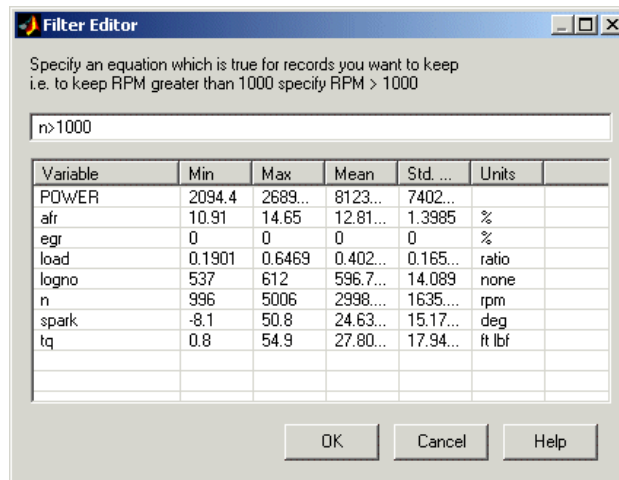 Filter Editor
Specify an equation which is true for records you want to keep
i.e. to keep RPM greater than 1000 specify RPM > 1000
n>1000
Variable Min Max Mean Std. ... Units
POWER 2094.4 2689... 8123... 7402...
afr 10.91 14.65 12.81... 1.3985 %
egr 0 0 0 0 %
load 0.1901 0.6469 0.402... 0.165... ratio
logno 537 612 596.7... 14.089 none
n 996 5006 2998.... 1635.... rpm
spark -8.1 50.8 24.63... 15.17... deg
tq 0.8 54.9 27.80... 17.94... ft lbf
OK Cancel Help